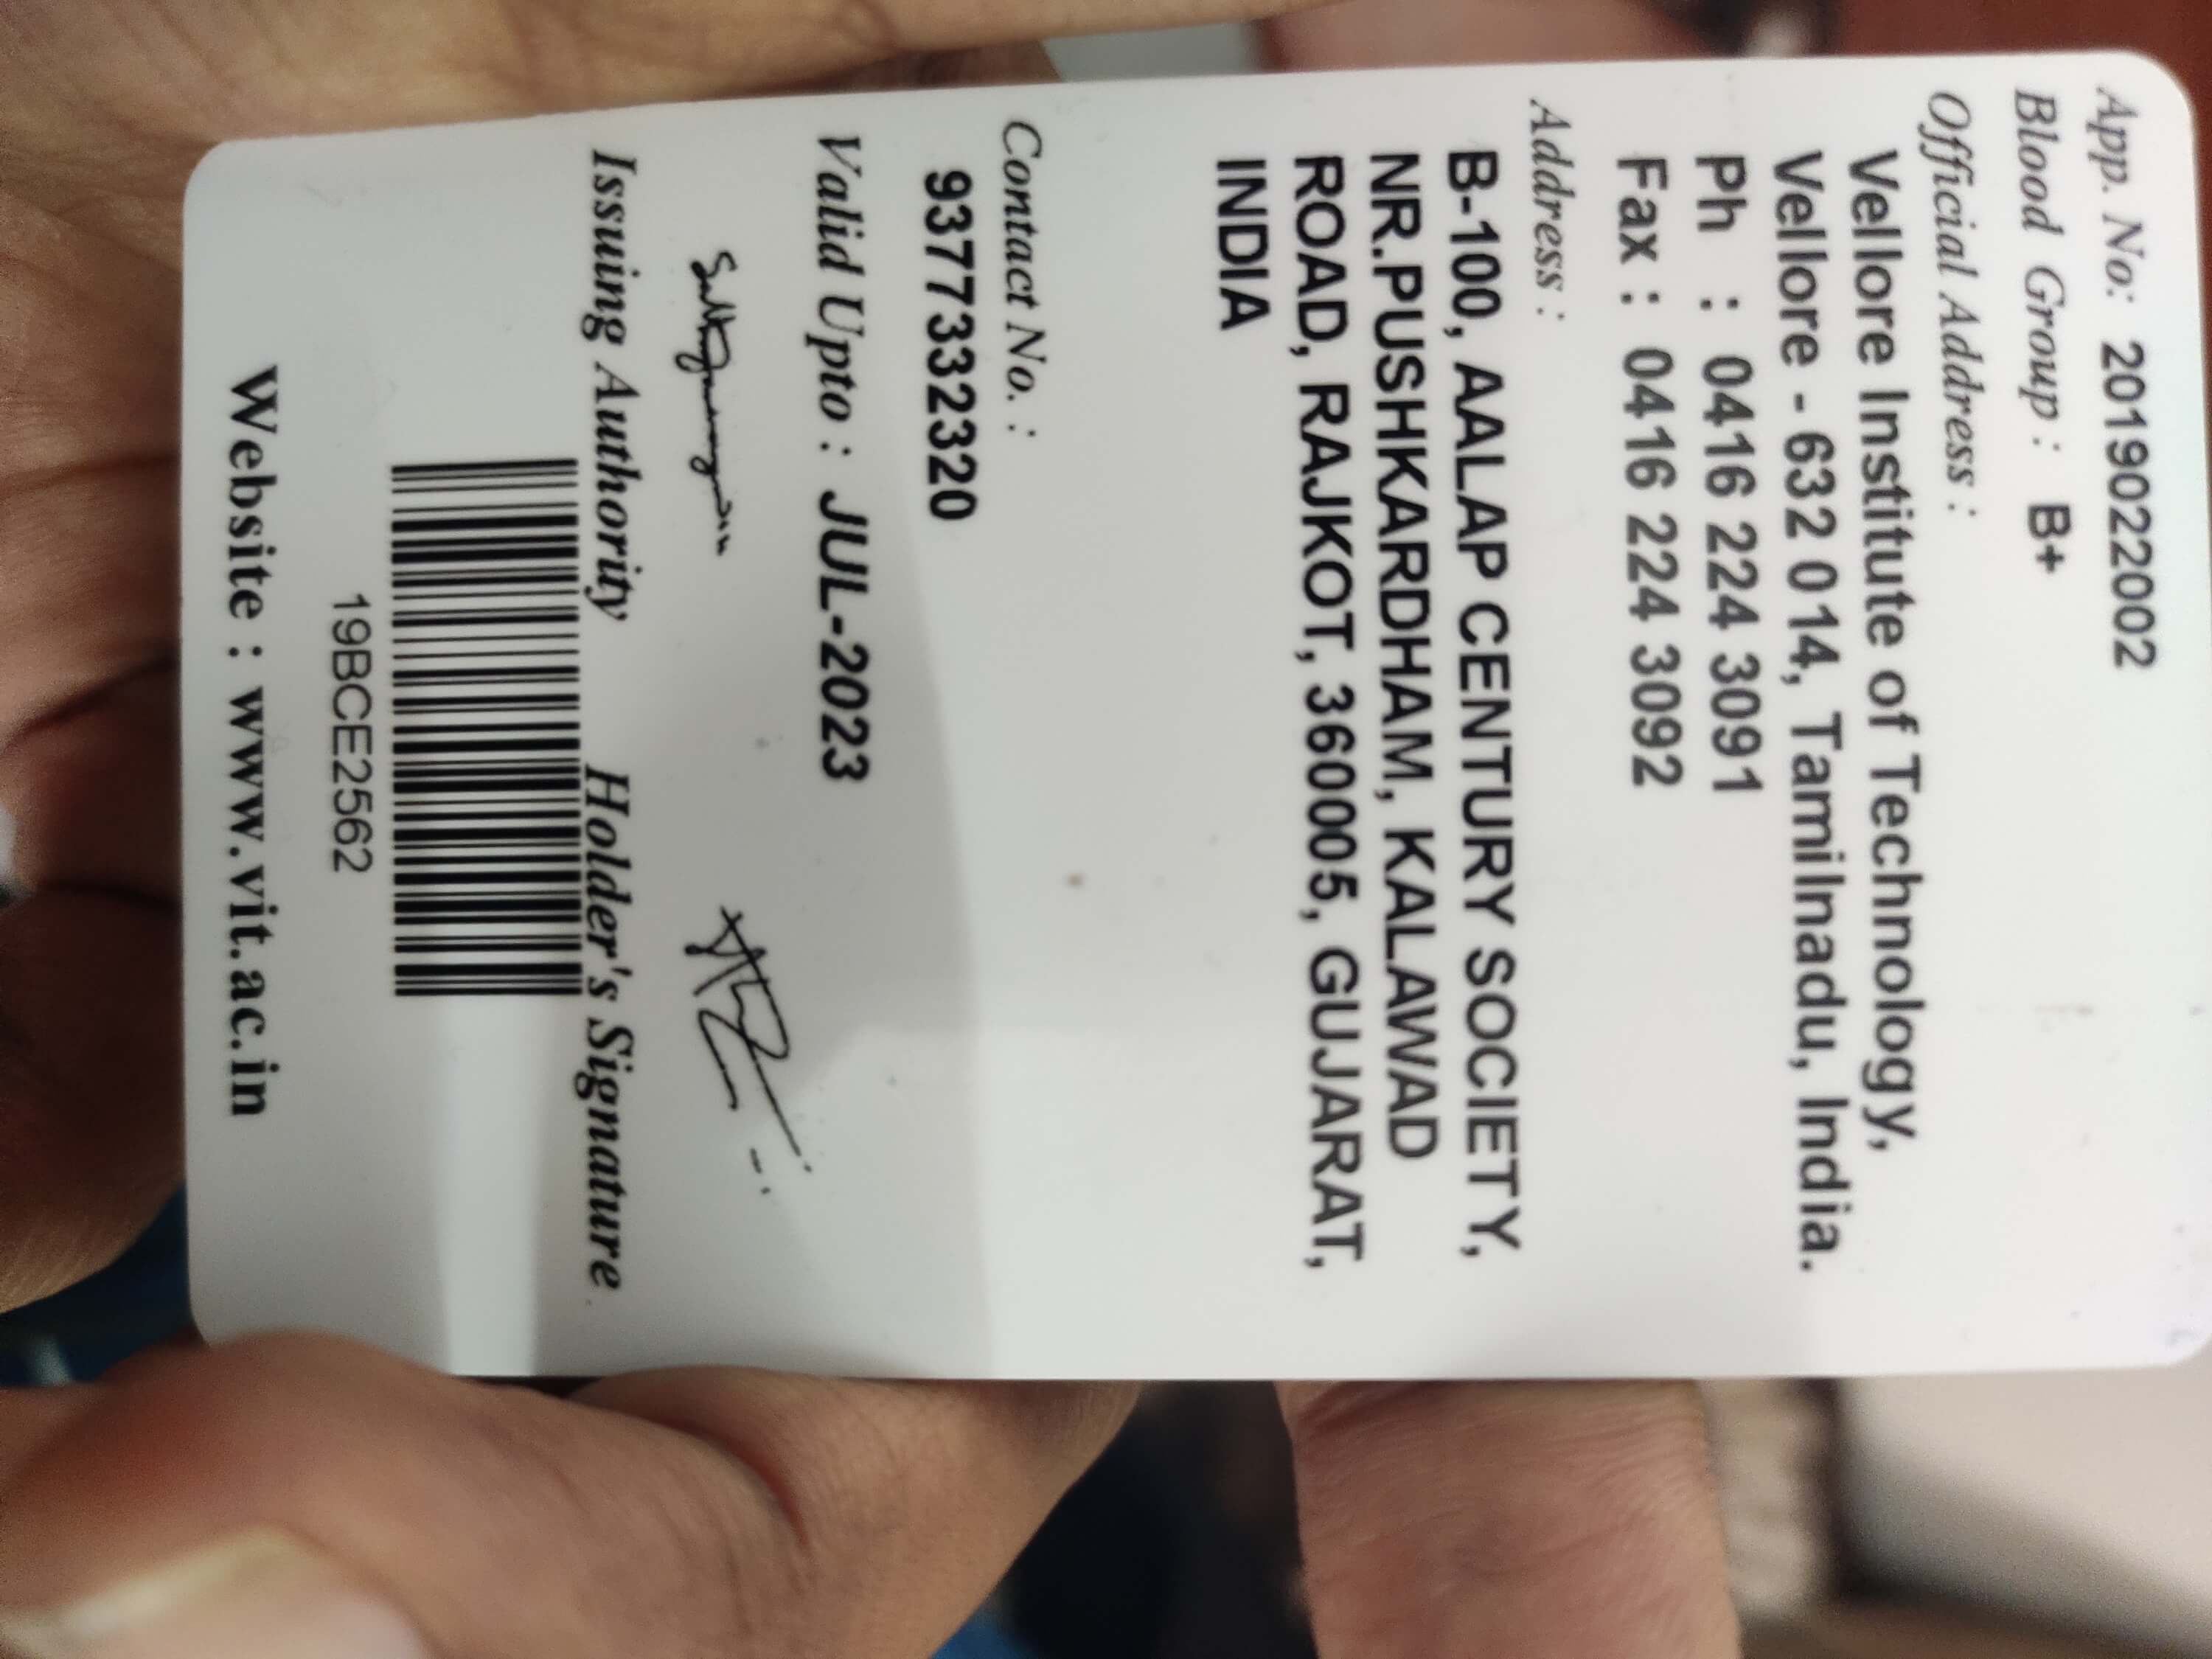 App. No: 2019022002
Blood Group : B+
Official Address :
Vellore Institute of Technology,
Vellore - 632 014, Tamilnadu, India.
Ph : 0416 224 3091
Fax : 0416 224 3092
Address :
B-100, AALAP CENTURY SOCIETY,
NR.PUSHKARDHAM, KALAWAD
ROAD, RAJKOT, 360005, GUJARAT,
INDIA
Contact No. :
9377332320
Valid Upto : JUL-2023
Issuing Authority Holder's Signature
19BCE2562
Website : www.vit.ac.in